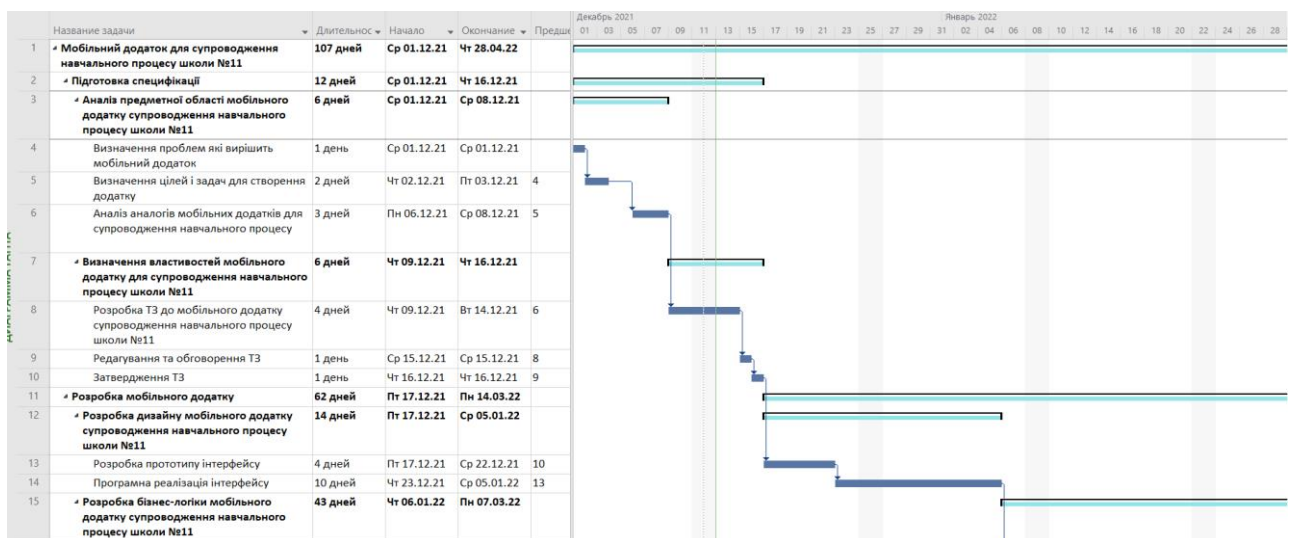 Декабрь 2021 Январь 2022
Название задачи Длительнос Начало Окончание Предше 01 03 05 07 09 11 13 15 17 19 21 23 25 27 29 31 02 04 06 08 10 12 14 16 18 20 22 24 26 28
1 Мобільний додаток для супроводження 107 дней Ср 01.12.21 Чт 28.04.22
навчального процесу школи №11
2 Підготовка специфікації 12 дней Ср 01.12.21 Чт 16.12.21
3 Аналіз предметної області мобільного 6 дней Ср 01.12.21 Ср 08.12.21
додатку супроводження навчального
процесу школи №11
4 Визначення проблем які вирішить 1 день Ср 01.12.21 Ср 01.12.21
мобільний додаток
5 Визначення цілей і задач для створення 2 дней Чт 02.12.21 Пт 03.12.21 4
додатку
6 Аналіз аналогів мобільних додатків для 3 дней Пн 06.12.21 Ср 08.12.21 5
супроводження навчального процесу
7 Визначення властивостей мобільного 6 дней Чт 09.12.21 Чт 16.12.21
додатку для супроводження навчального
процесу школи №11
8 Розробка ТЗ до мобільного додатку 4 дней Чт 09.12.21 Вт 14.12.21 6
супроводження навчального процесу
школи №11
9 Редагування та обговорення ТЗ 1 день Ср 15.12.21 Ср 15.12.21 8
10 Затвердження ТЗ 1 день Чт 16.12.21 Чт 16.12.21 9
11 Розробка мобільного додатку 62 дней Пт 17.12.21 Пн 14.03.22
12 Розробка дизайну мобільного додатку 14 дней Пт 17.12.21 Ср 05.01.22
супроводження навчального процесу
школи №11
13 Розробка прототипу інтерфейсу 4 дней Пт 17.12.21 Ср 22.12.21 10
14 Програмна реалізація інтерфейсу 10 дней Чт 23.12.21 Ср 05.01.22 13
15 Розробка бізнес-логіки мобільного 43 дней Чт 06.01.22 Пн 07.03.22
додатку супроводження навчального
процесу школи №11